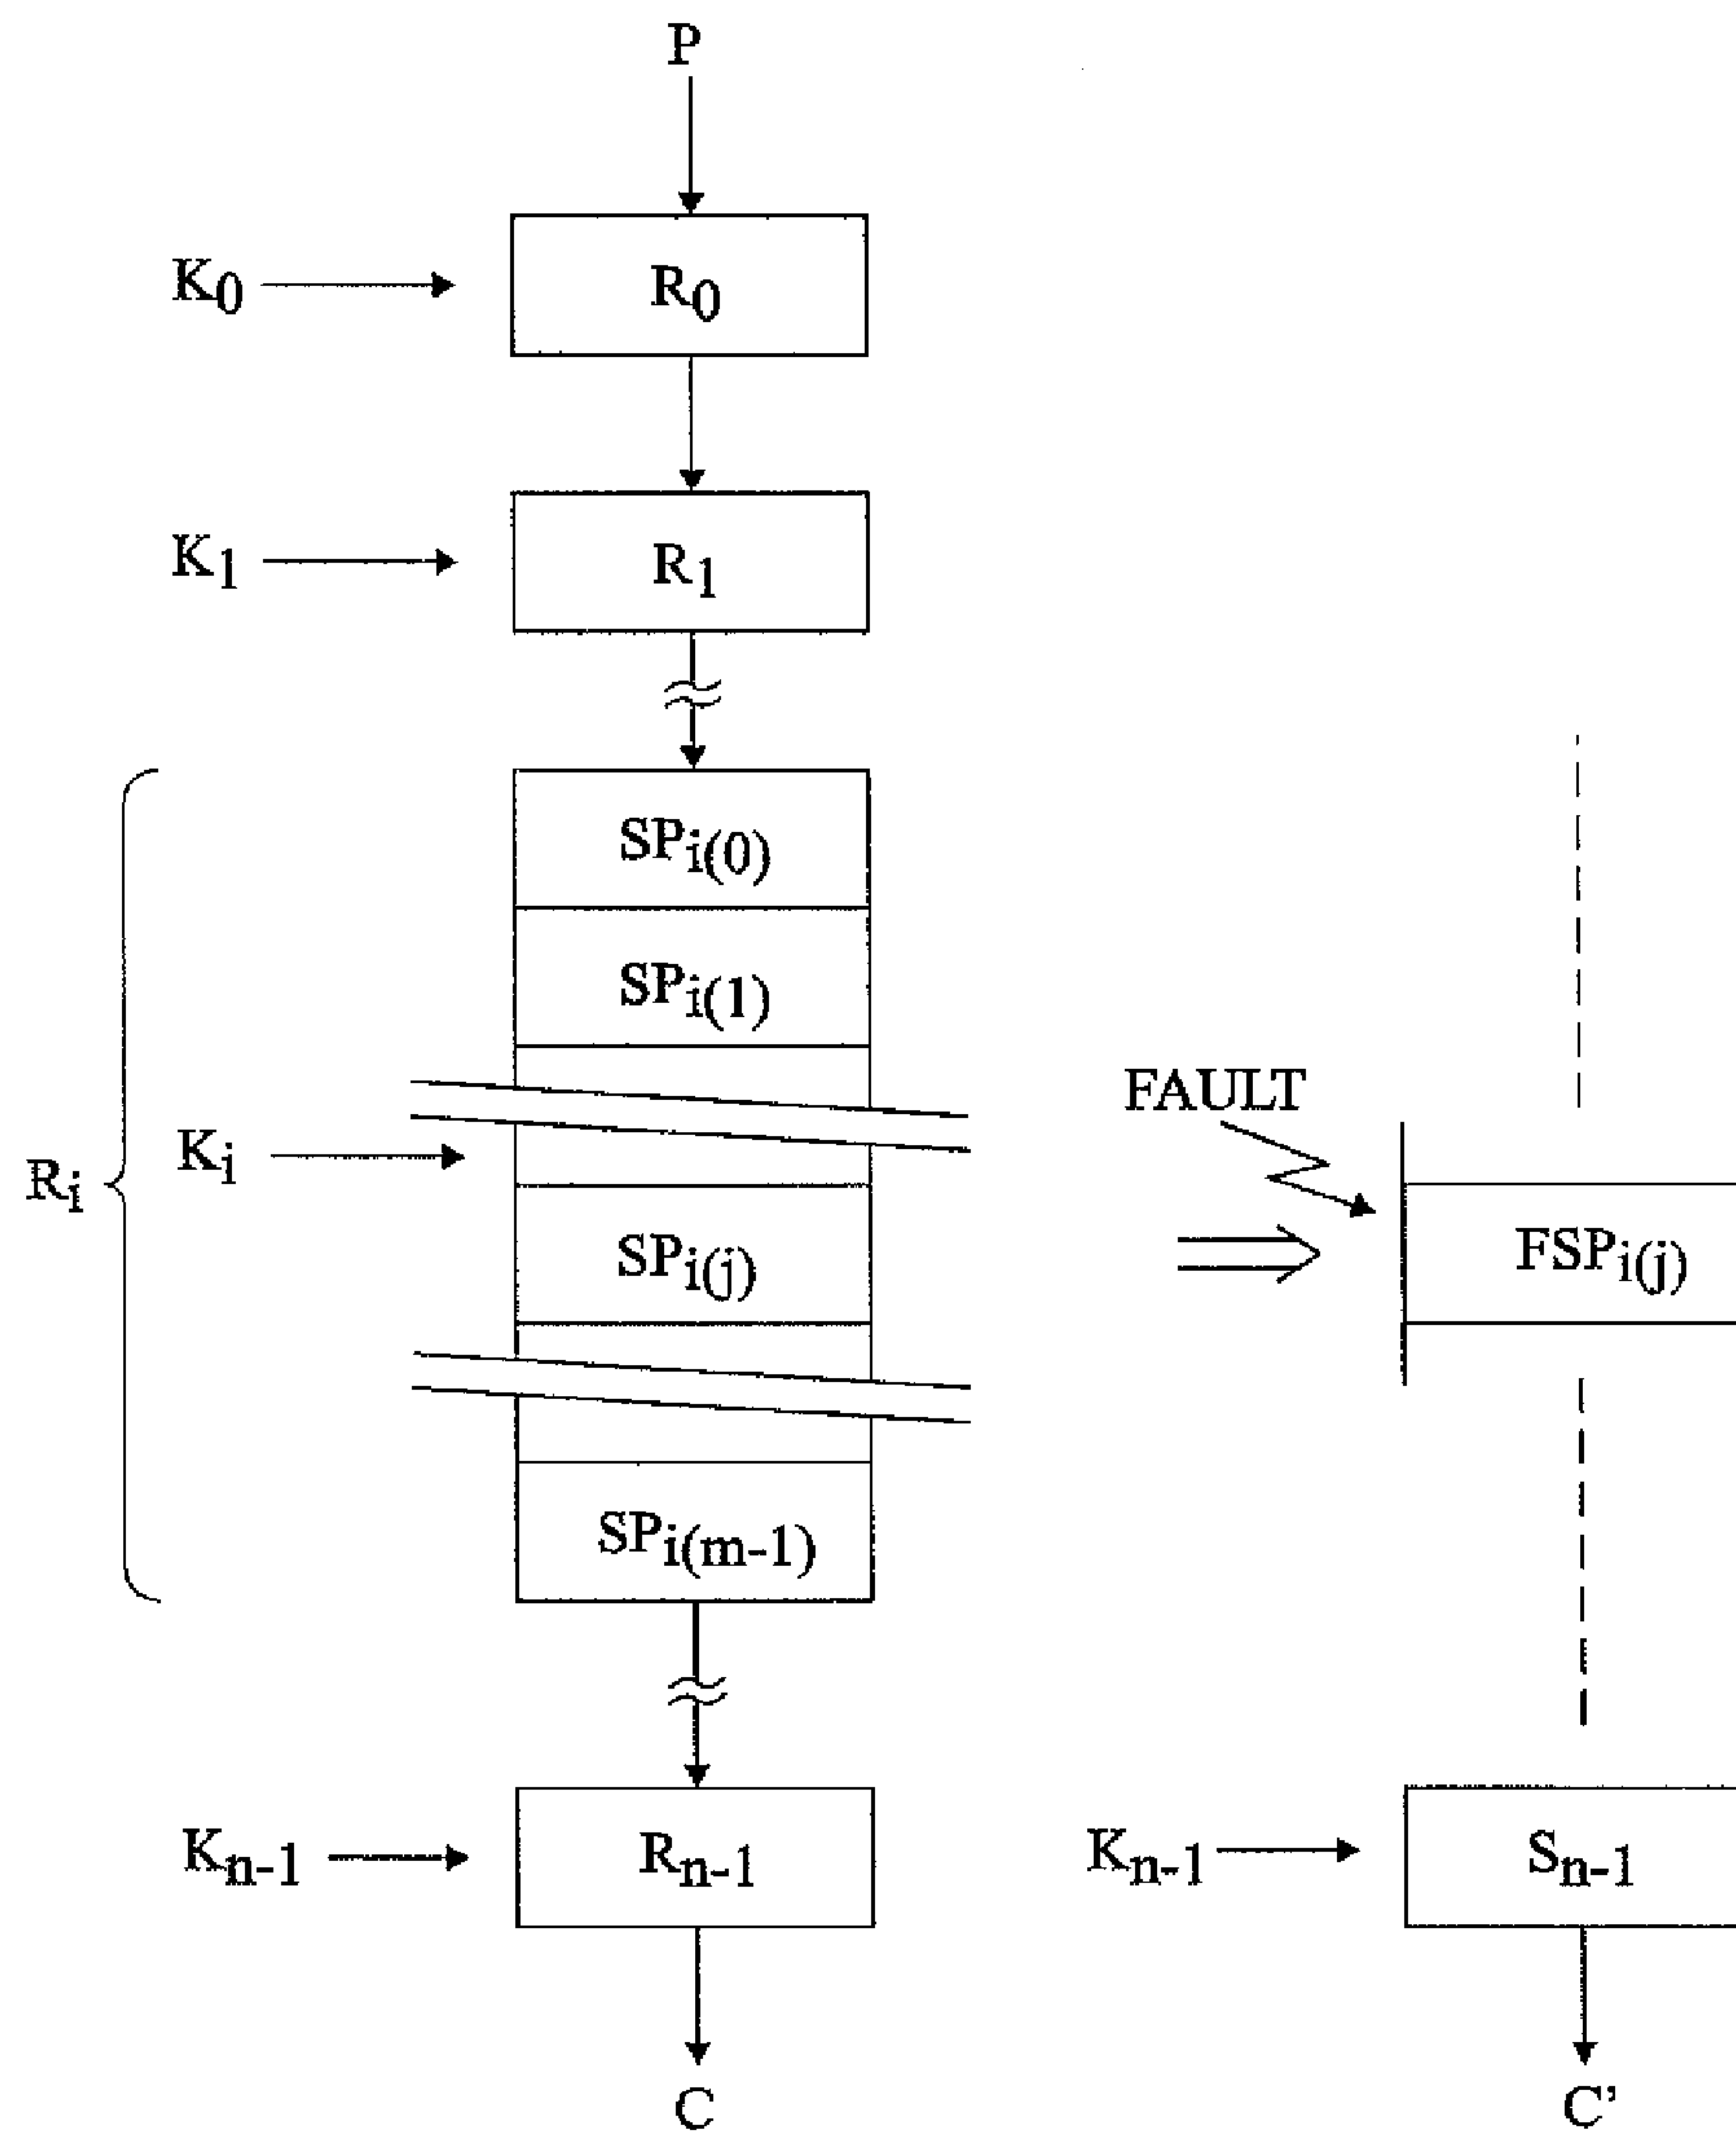 P
K0
R0
K1
R1
SPi(0)
SPi(1)
FAULT
Ki
Ri
SPi(j)
FSPi(j)
SPi(m-1)
Kn-1
Rn-1
Kn-1
Sn-1
C
C'